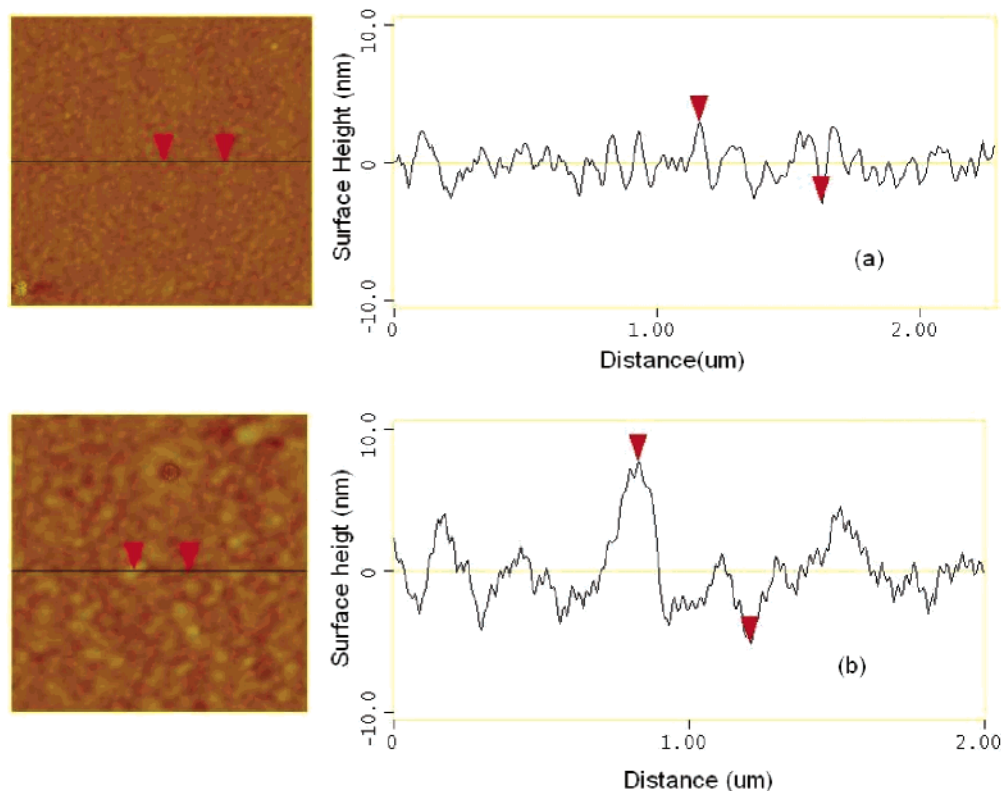 10.0
Surface Height (nm)
0
-10.0
(a)
0 1.00 2.00
Distance(um)
10.0
Surface heigt (nm)
0
-10.0
(b)
0 1.00 2.00
Distance (um)